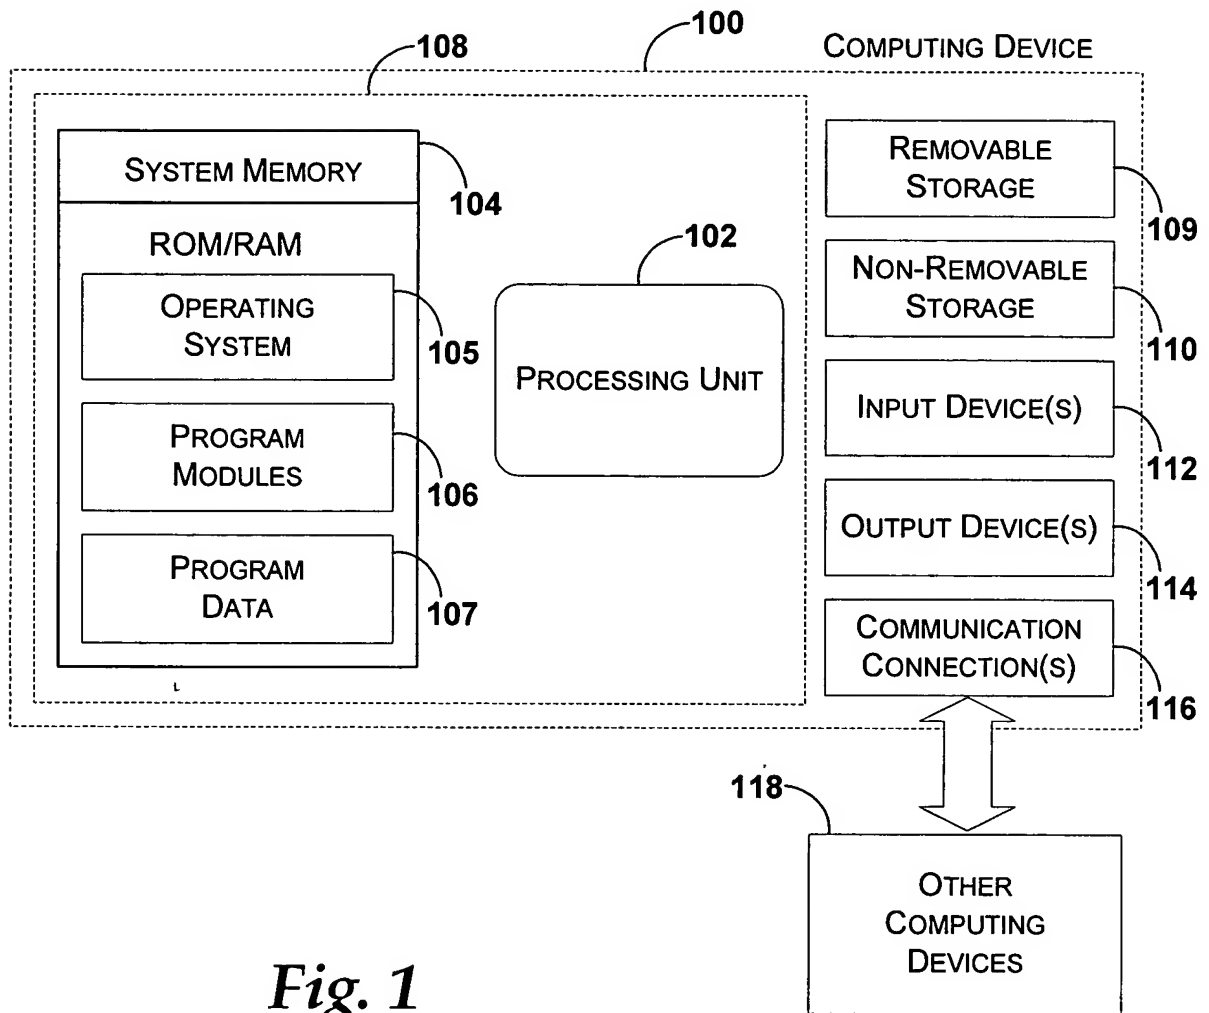 100
COMPUTING DEVICE
108
SYSTEM MEMORY
104
ROM/RAM
OPERATING
SYSTEM
105
PROGRAM
MODULES
106
PROGRAM
DATA
107
102
PROCESSING UNIT
REMOVABLE
STORAGE
109
NON-REMOVABLE
STORAGE
110
INPUT DEVICE(S)
112
OUTPUT DEVICE(S)
114
COMMUNICATION
CONNECTION(S)
116
118
OTHER
COMPUTING
DEVICES
Fig. 1